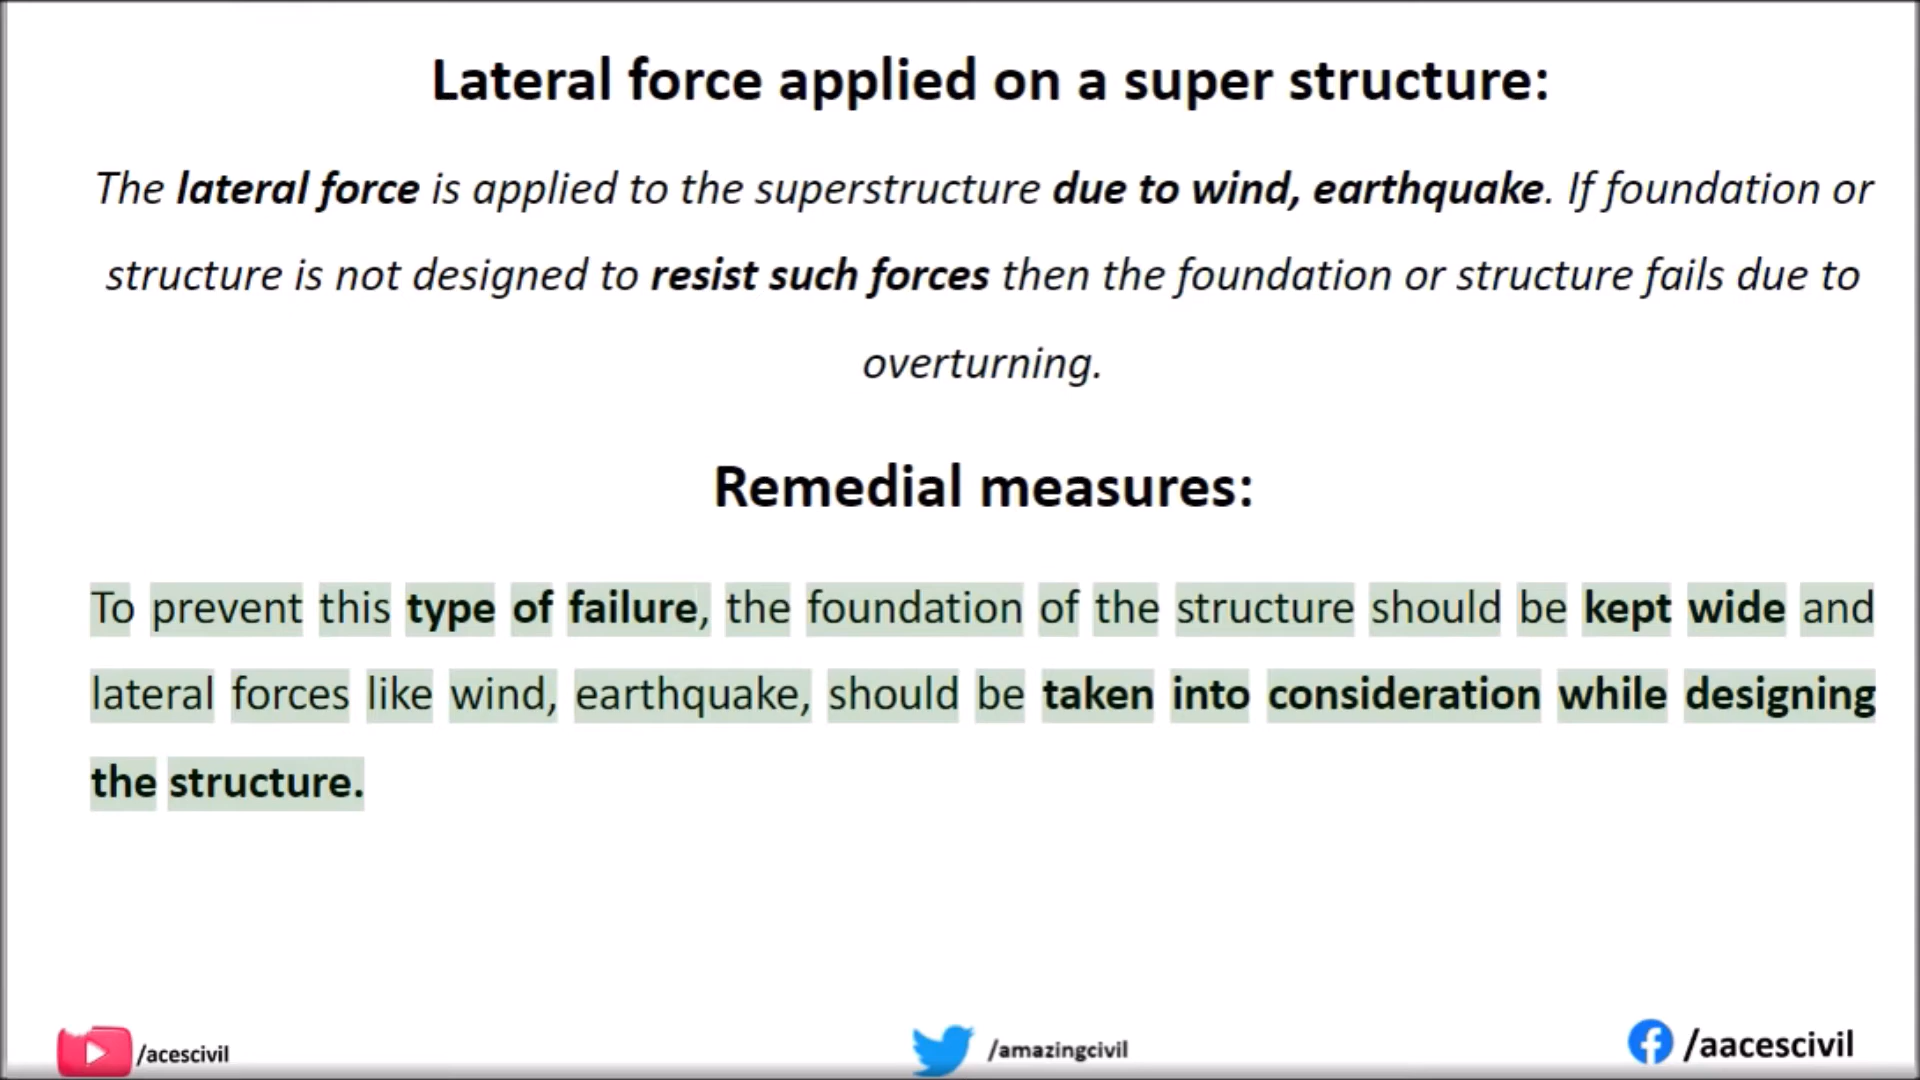 Lateral force applied on a super structure:
The lateral force is applied to the superstructure due to wind, earthquake. If foundation or
structure is not designed to resist such forces then the foundation or structure fails due to
overturning.
Remedial measures:
To prevent this type of failure, the foundation of the structure should be kept wide and
lateral forces like wind, earthquake, should be taken into consideration while designing
the structure.
/acescivil
/amazingcivil
/aacescivil